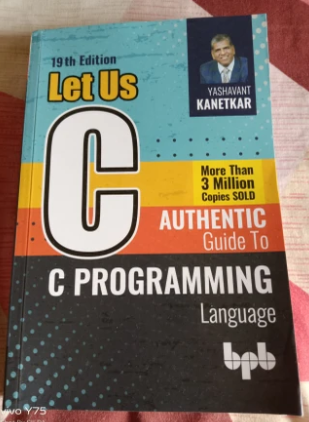 19th Edition
Let Us
C
YASHAVANT
KANETKAR
More Than
3 Million
Copies SOLD
AUTHENTIC
Guide To
C PROGRAMMING
Language
bpb
vivo Y75